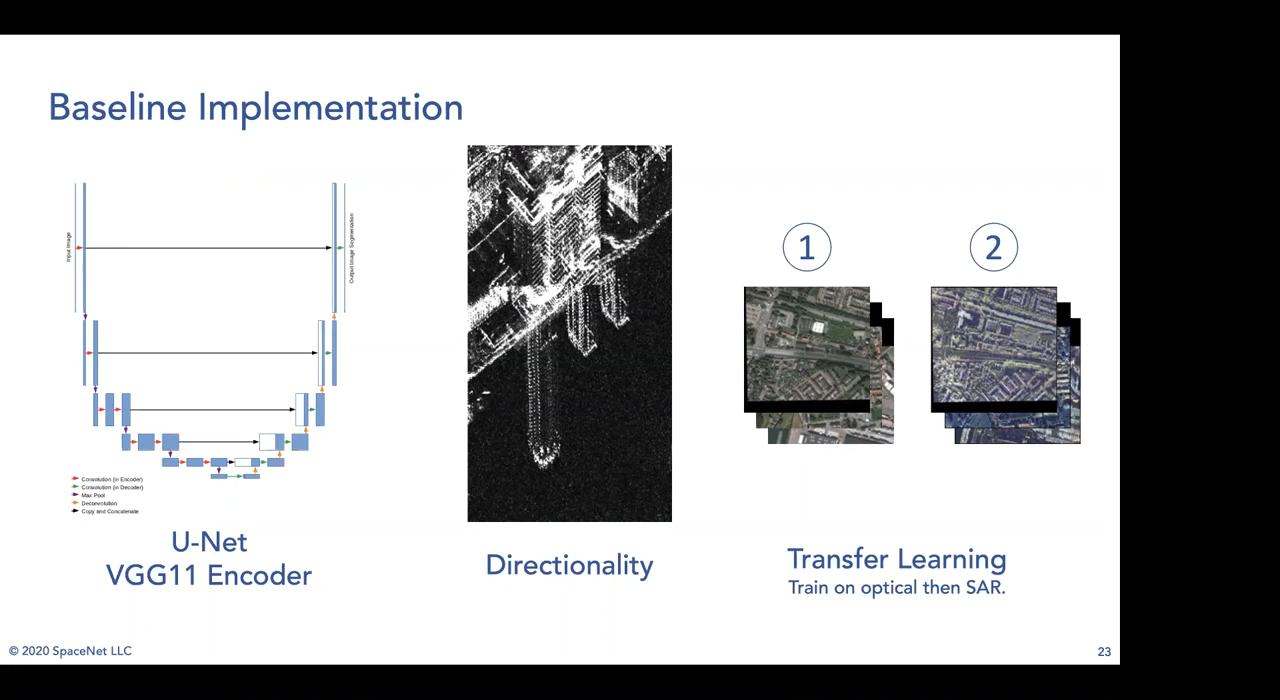 Baseline Implementation
Input Image
Output Image Segmentation
Convolution (in Encoder)
Convolution (in Decoder)
Max Pool
Deconvolution
Copy and Concatenate
U-Net
VGG11 Encoder
Directionality
1
2
Transfer Learning
Train on optical then SAR.
© 2020 SpaceNet LLC
23